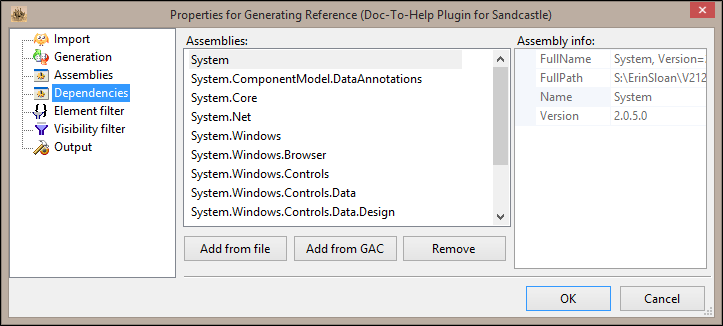 Properties for Generating Reference (Doc-To-Help Plugin for Sandcastle)
Import
Generation
Assemblies
Dependencies
Element filter
Visibility filter
Output
Assemblies:
System
System.ComponentModel.DataAnnotations
System.Core
System.Net
System.Windows
System.Windows.Browser
System.Windows.Controls
System.Windows.Controls.Data
System.Windows.Controls.Data.Design
Add from file Add from GAC Remove
Assembly info:
FullName System, Version=
FullPath S:\ErinSloan\V212
Name System
Version 2.0.5.0
OK Cancel